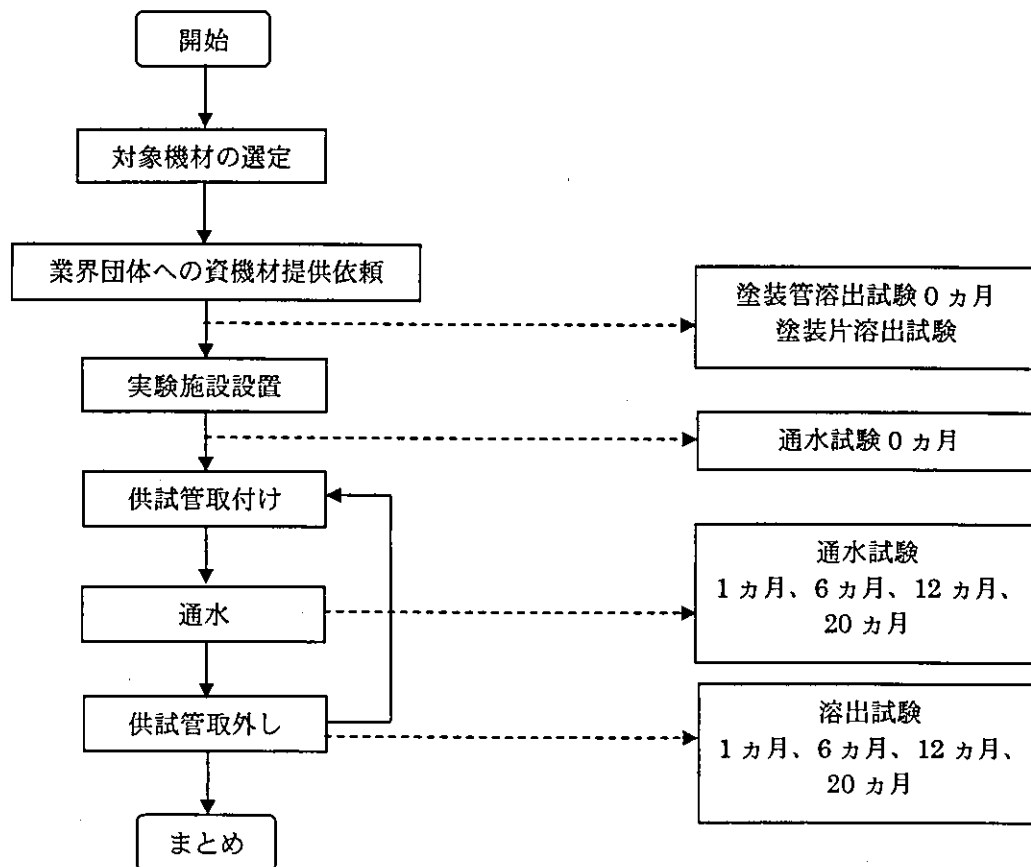 開始
対象機材の選定
業界団体への資機材提供依頼
塗装管溶出試験 0 ヵ月
塗装片溶出試験
実験施設設置
通水試験 0 ヵ月
供試管取付け
通水試験
1 ヵ月、6 ヵ月、12 ヵ月、
20 ヵ月
通水
供試管取外し
溶出試験
1 ヵ月、6 ヵ月、12 ヵ月、
20 ヵ月
まとめ